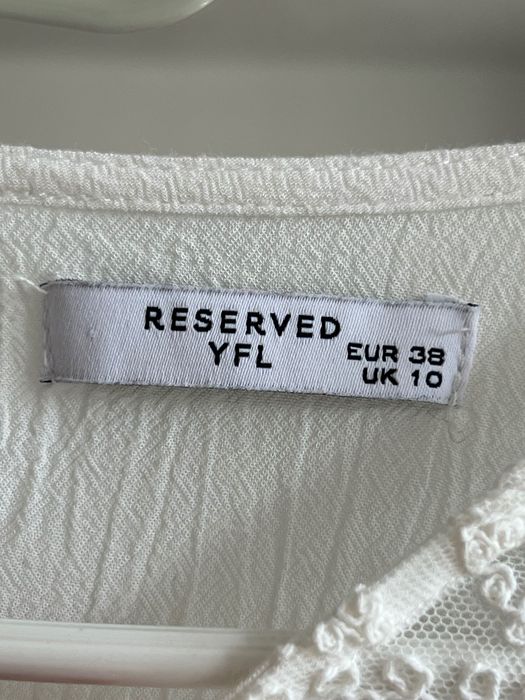 RESERVED
YFL
EUR 38
UK 10